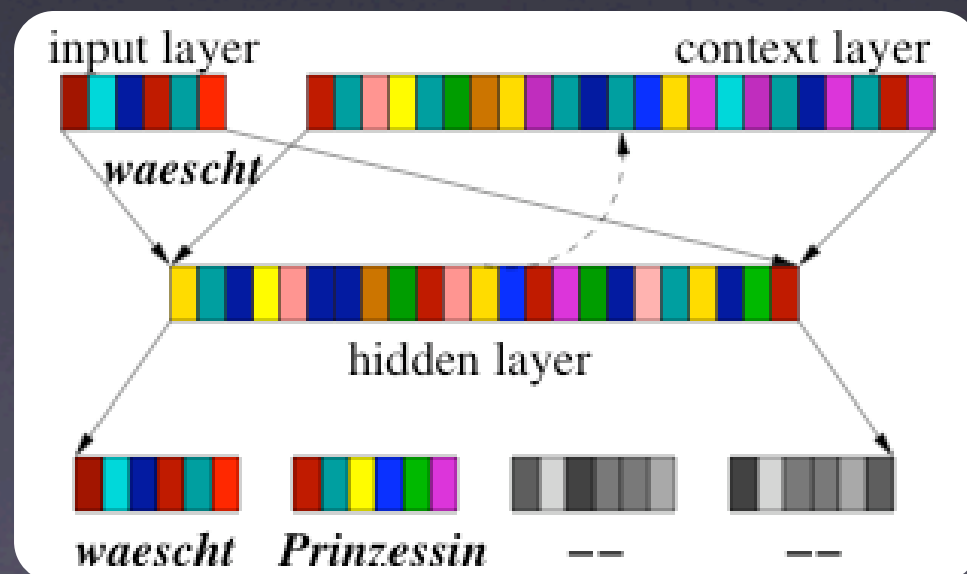 input layer
context layer
waescht
hidden layer
waescht Prinzessin -- --